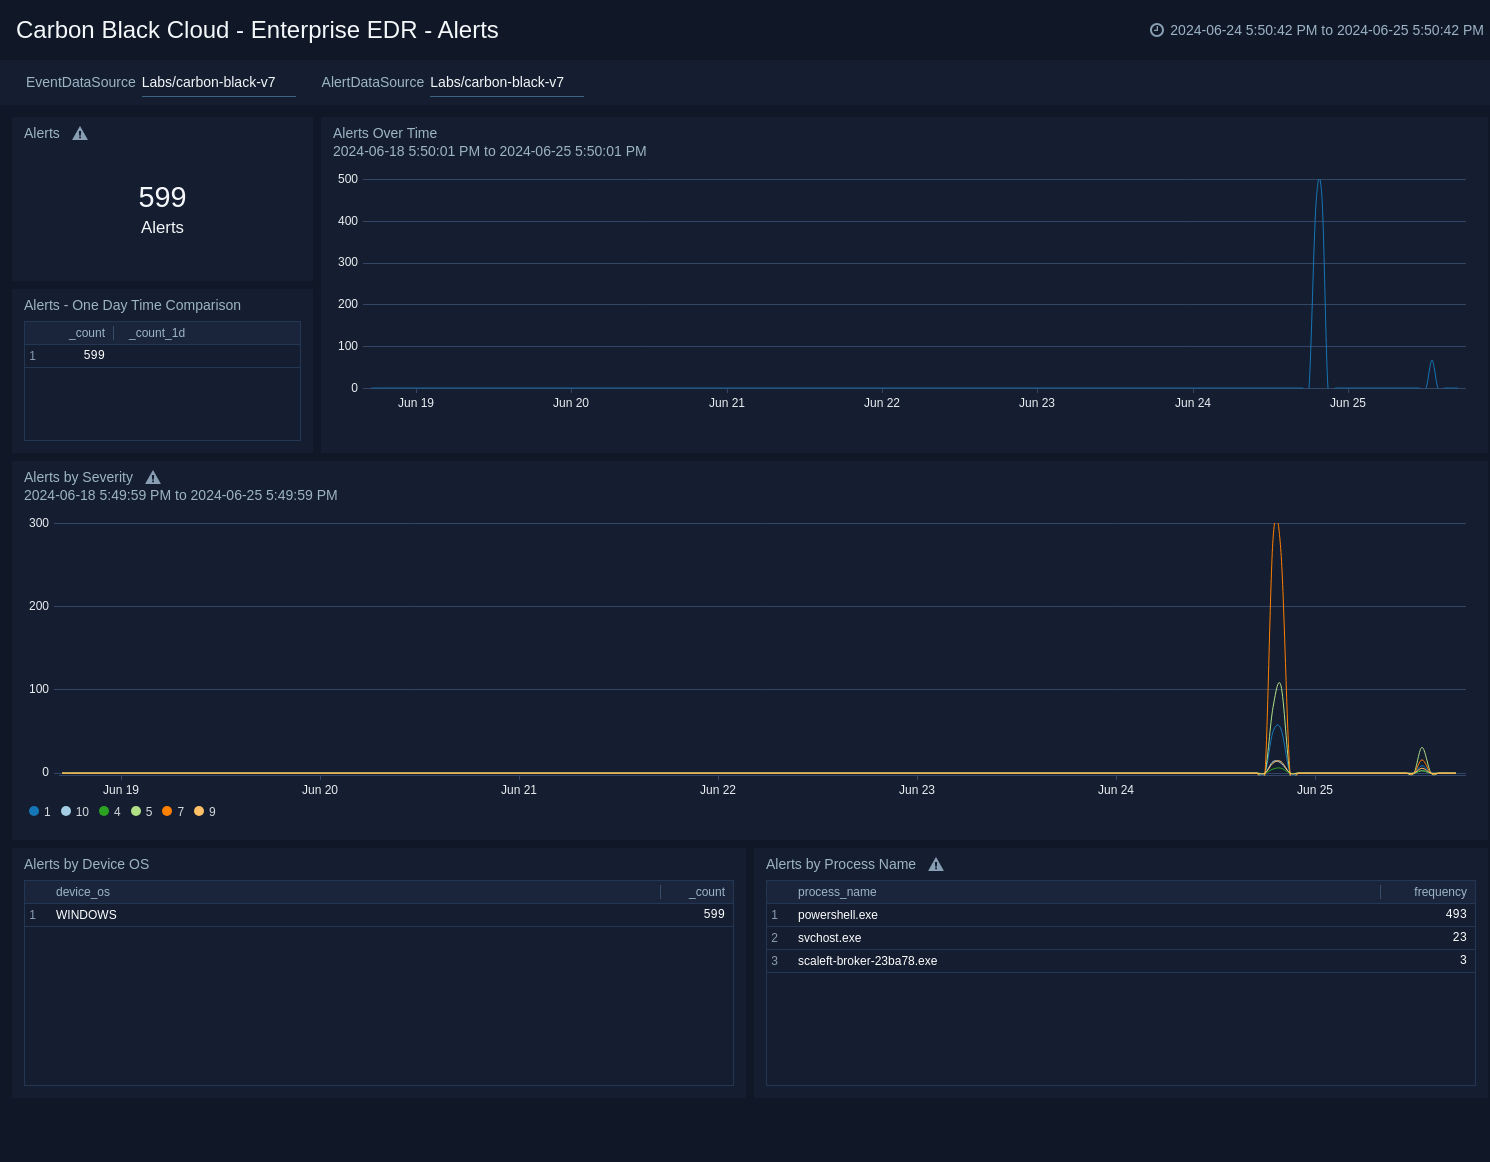 Carbon Black Cloud - Enterprise EDR - Alerts
2024-06-24 5:50:42 PM to 2024-06-25 5:50:42 PM
EventDataSource Labs/carbon-black-v7 AlertDataSource Labs/carbon-black-v7
Alerts
599
Alerts
Alerts - One Day Time Comparison
_count _count_1d
1 599
Alerts Over Time
2024-06-18 5:50:01 PM to 2024-06-25 5:50:01 PM
500
400
300
200
100
0
Jun 19 Jun 20 Jun 21 Jun 22 Jun 23 Jun 24 Jun 25
Alerts by Severity
2024-06-18 5:49:59 PM to 2024-06-25 5:49:59 PM
300
200
100
0
Jun 19 Jun 20 Jun 21 Jun 22 Jun 23 Jun 24 Jun 25
1 10 4 5 7 9
Alerts by Device OS
device_os _count
1 WINDOWS 599
Alerts by Process Name
process_name frequency
1 powershell.exe 493
2 svchost.exe 23
3 scaleft-broker-23ba78.exe 3